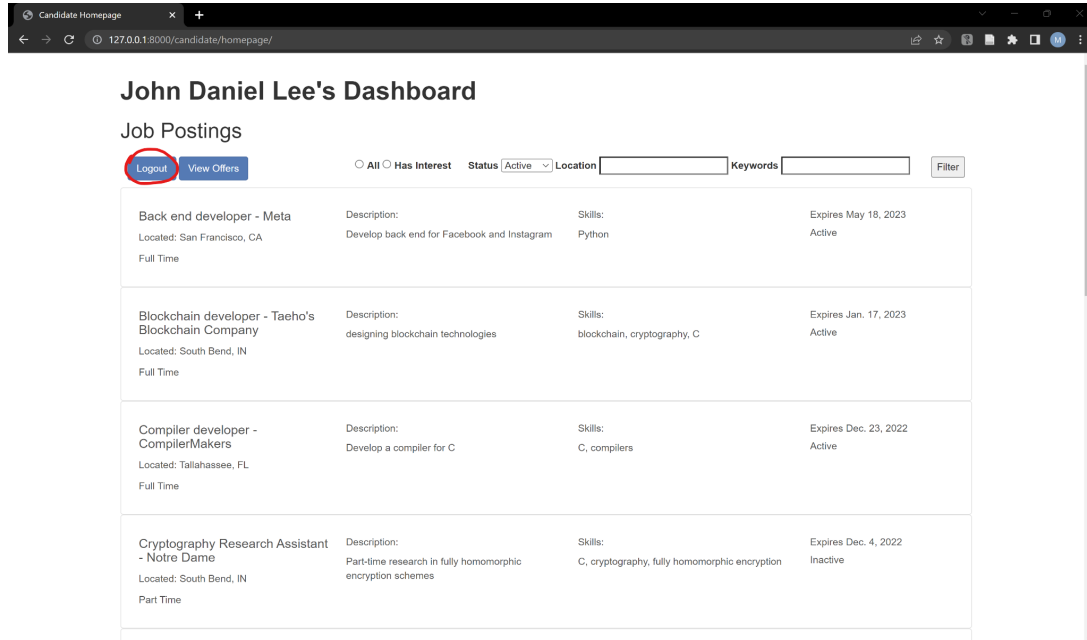 Candidate Homepage
127.0.0.1:8000/candidate/homepage/
M
John Daniel Lee's Dashboard
Job Postings
Logout View Offers All Has Interest Status Active Location Keywords Filter
Back end developer - Meta
Located: San Francisco, CA
Full Time
Description:
Develop back end for Facebook and Instagram
Skills:
Python
Expires May 18, 2023
Active
Blockchain developer - Taeho's
Blockchain Company
Located: South Bend, IN
Full Time
Description:
designing blockchain technologies
Skills:
blockchain, cryptography, C
Expires Jan. 17, 2023
Active
Compiler developer -
CompilerMakers
Located: Tallahassee, FL
Full Time
Description:
Develop a compiler for C
Skills:
C, compilers
Expires Dec. 23, 2022
Active
Cryptography Research Assistant
- Notre Dame
Located: South Bend, IN
Part Time
Description:
Part-time research in fully homomorphic
encryption schemes
Skills:
C, cryptography, fully homomorphic encryption
Expires Dec. 4, 2022
Inactive